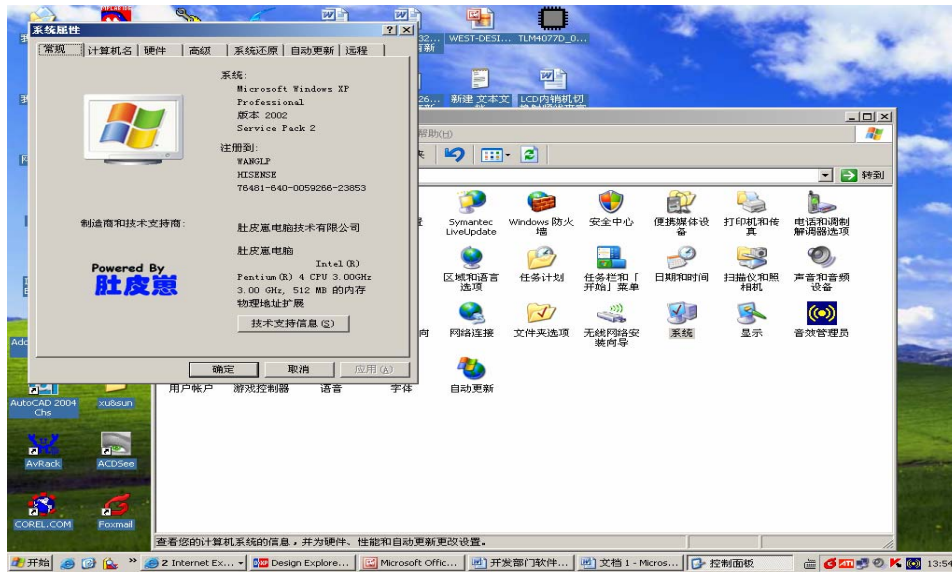 系统属性
常规 计算机名 硬件 高级 系统还原 自动更新 远程
系统:
Microsoft Windows XP
Professional
版本 2002
Service Pack 2
注册到:
WANGLP
HISENSE
76481-640-0059266-23853
制造商和技术支持商:
肚皮崽电脑技术有限公司
肚皮崽电脑
Intel(R)
Pentium(R) 4 CPU 3.00GHz
3.00 GHz, 512 MB 的内存
物理地址扩展
Powered By
肚皮崽
技术支持信息(S)
确定 取消 应用(A)
WEST-DESI... TLM4077D_0...
新建 文本文 LCD内销机切
帮助(H)
转到
Symantec LiveUpdate
Windows 防火墙
安全中心
便携媒体设备
打印机和传真
电话和调制解调器选项
区域和语言选项
任务计划
任务栏和「开始」菜单
日期和时间
扫描仪和照相机
声音和音频设备
网络连接
文件夹选项
无线网络安装向导
系统
显示
音效管理员
用户帐户 游戏控制器 语音 字体 自动更新
AutoCAD 2004 Chs
xu&sun
AvRack
ACDSee
COREL.COM
Foxmail
查看您的计算机系统的信息，并为硬件、性能和自动更新更改设置。
开始 2 Internet Ex... Design Explore... Microsoft Offic... 开发部门软件... 文档 1 - Micros... 控制面板